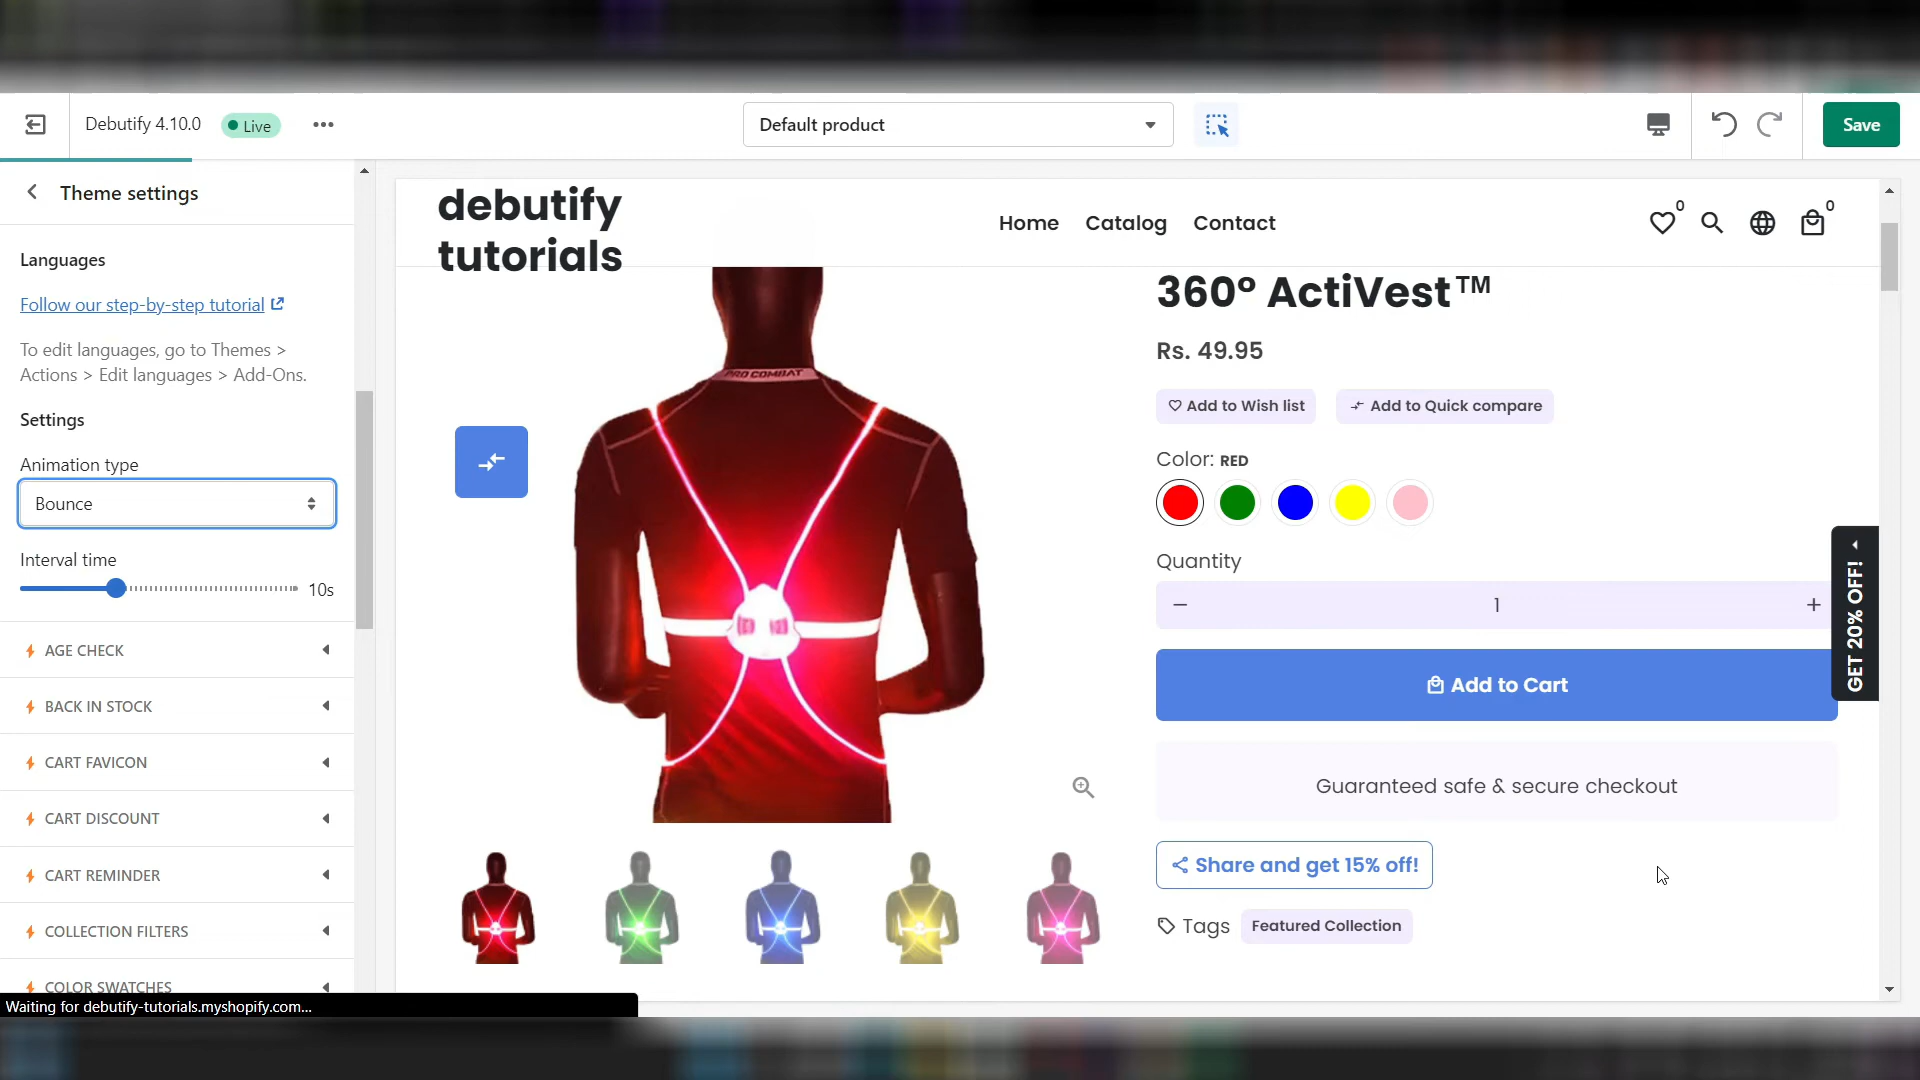 Debutify 4.10.0
Live
Default product
Save
Theme settings
Languages
Follow our step-by-step tutorial
To edit languages, go to Themes >
Actions > Edit languages > Add-Ons.
Settings
Animation type
Bounce
Interval time
10s
AGE CHECK
BACK IN STOCK
CART FAVICON
CART DISCOUNT
CART REMINDER
COLLECTION FILTERS
COLOR SWATCHES
Waiting for debutify-tutorials.myshopify.com...
debutify
tutorials
Home Catalog Contact
0
0
PRO COMBAT
360° ActiVest™
Rs. 49.95
Add to Wish list
Add to Quick compare
Color: RED
Quantity
1
Add to Cart
GET 20% OFF!
Guaranteed safe & secure checkout
Share and get 15% off!
Tags Featured Collection